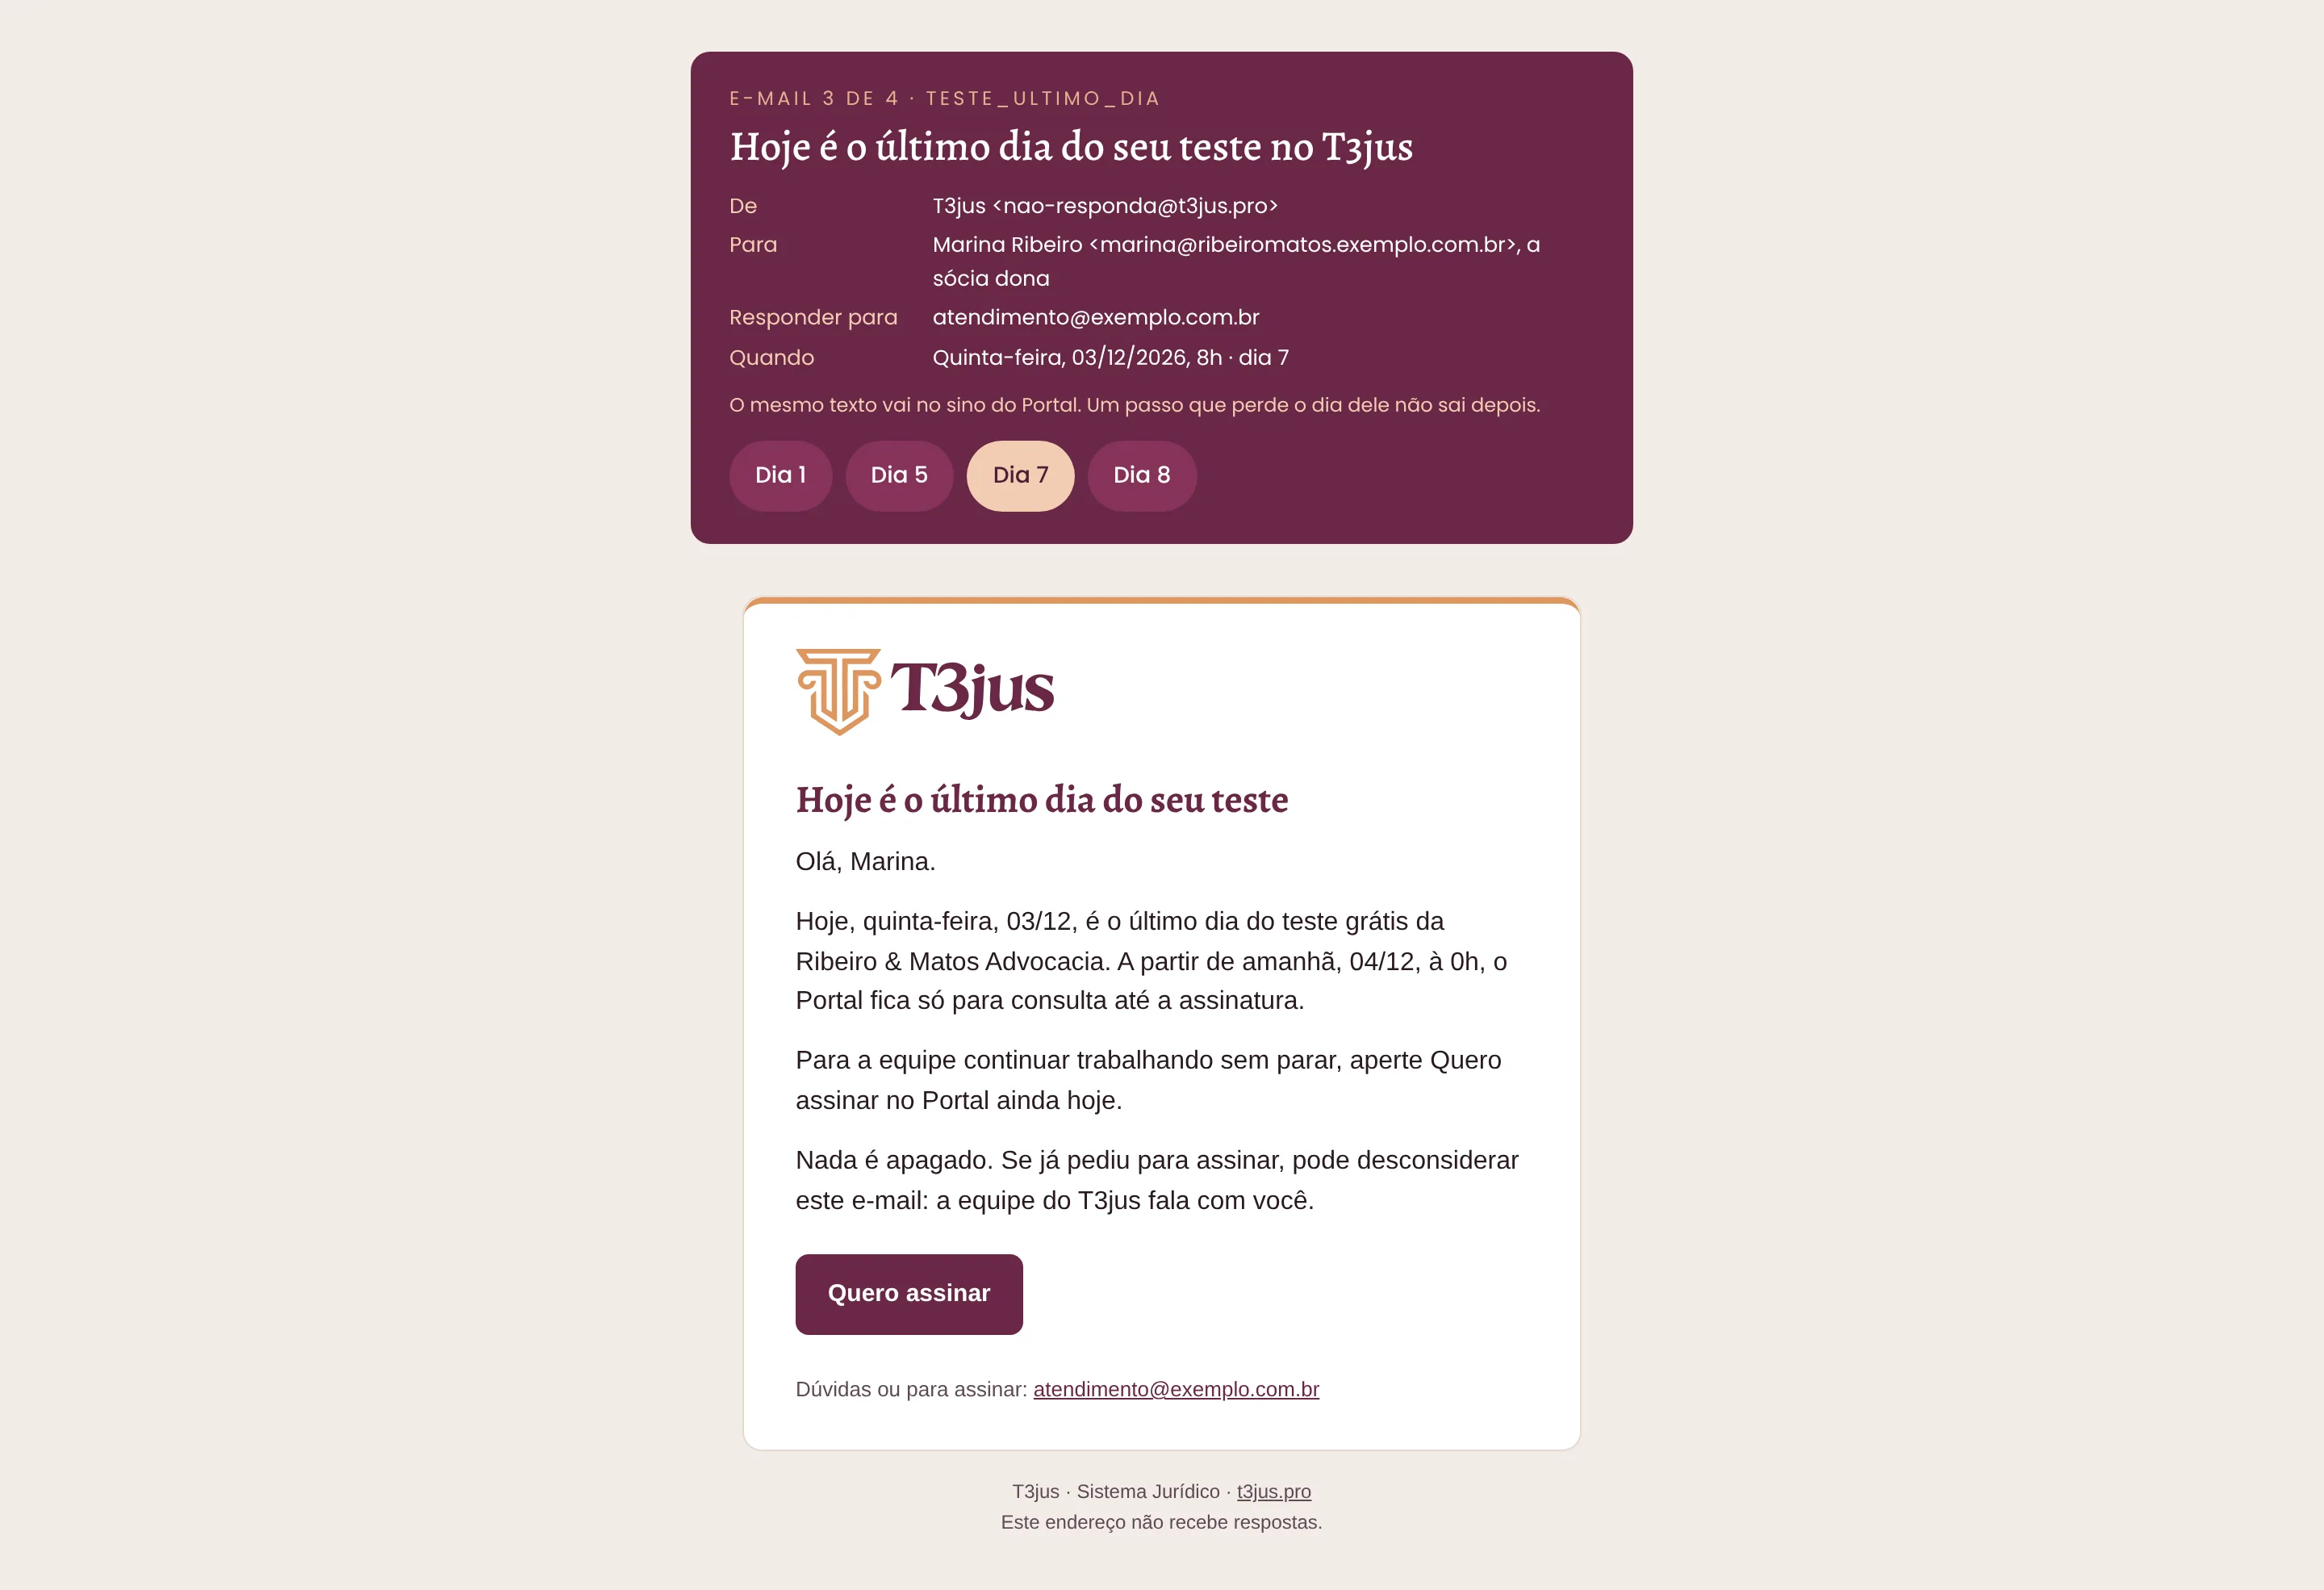 E-MAIL 3 DE 4 · TESTE_ULTIMO_DIA
Hoje é o último dia do seu teste no T3jus
De T3jus <nao-responda@t3jus.pro>
Para Marina Ribeiro <marina@ribeiromatos.exemplo.com.br>, a
sócia dona
Responder para atendimento@exemplo.com.br
Quando Quinta-feira, 03/12/2026, 8h · dia 7
O mesmo texto vai no sino do Portal. Um passo que perde o dia dele não sai depois.
Dia 1 Dia 5 Dia 7 Dia 8
T3jus
Hoje é o último dia do seu teste
Olá, Marina.
Hoje, quinta-feira, 03/12, é o último dia do teste grátis da
Ribeiro & Matos Advocacia. A partir de amanhã, 04/12, à 0h, o
Portal fica só para consulta até a assinatura.
Para a equipe continuar trabalhando sem parar, aperte Quero
assinar no Portal ainda hoje.
Nada é apagado. Se já pediu para assinar, pode desconsiderar
este e-mail: a equipe do T3jus fala com você.
Quero assinar
Dúvidas ou para assinar: atendimento@exemplo.com.br
T3jus · Sistema Jurídico · t3jus.pro
Este endereço não recebe respostas.